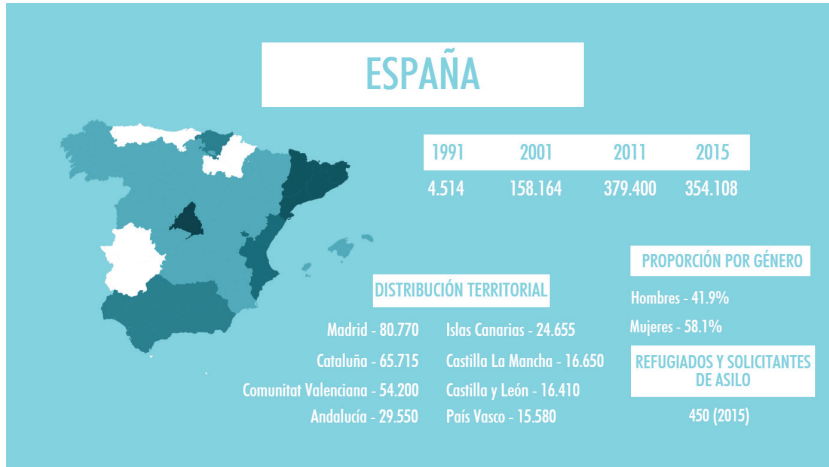 ESPAÑA
1991 2001 2011 2015
4.514 158.164 379.400 354.108
DISTRIBUCIÓN TERRITORIAL
Madrid - 80.770 Islas Canarias - 24.655
Cataluña - 65.715 Castilla La Mancha - 16.650
Comunitat Valenciana - 54.200 Castilla y León - 16.410
Andalucía - 29.550 País Vasco - 15.580
PROPORCIÓN POR GÉNERO
Hombres - 41.9%
Mujeres - 58.1%
REFUGIADOS Y SOLICITANTES
DE ASILO
450 (2015)